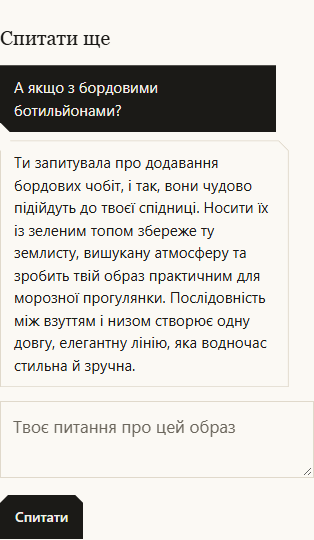 Спитати ще
А якщо з бордовими
ботильйонами?
Ти запитувала про додавання
бордових чобіт, і так, вони чудово
підійдуть до твоєї спідниці. Носити їх
із зеленим топом збереже ту
землисту, вишукану атмосферу та
зробить твій образ практичним для
морозної прогулянки. Послідовність
між взуттям і низом створює одну
довгу, елегантну лінію, яка водночас
стильна й зручна.
Твоє питання про цей образ
Спитати